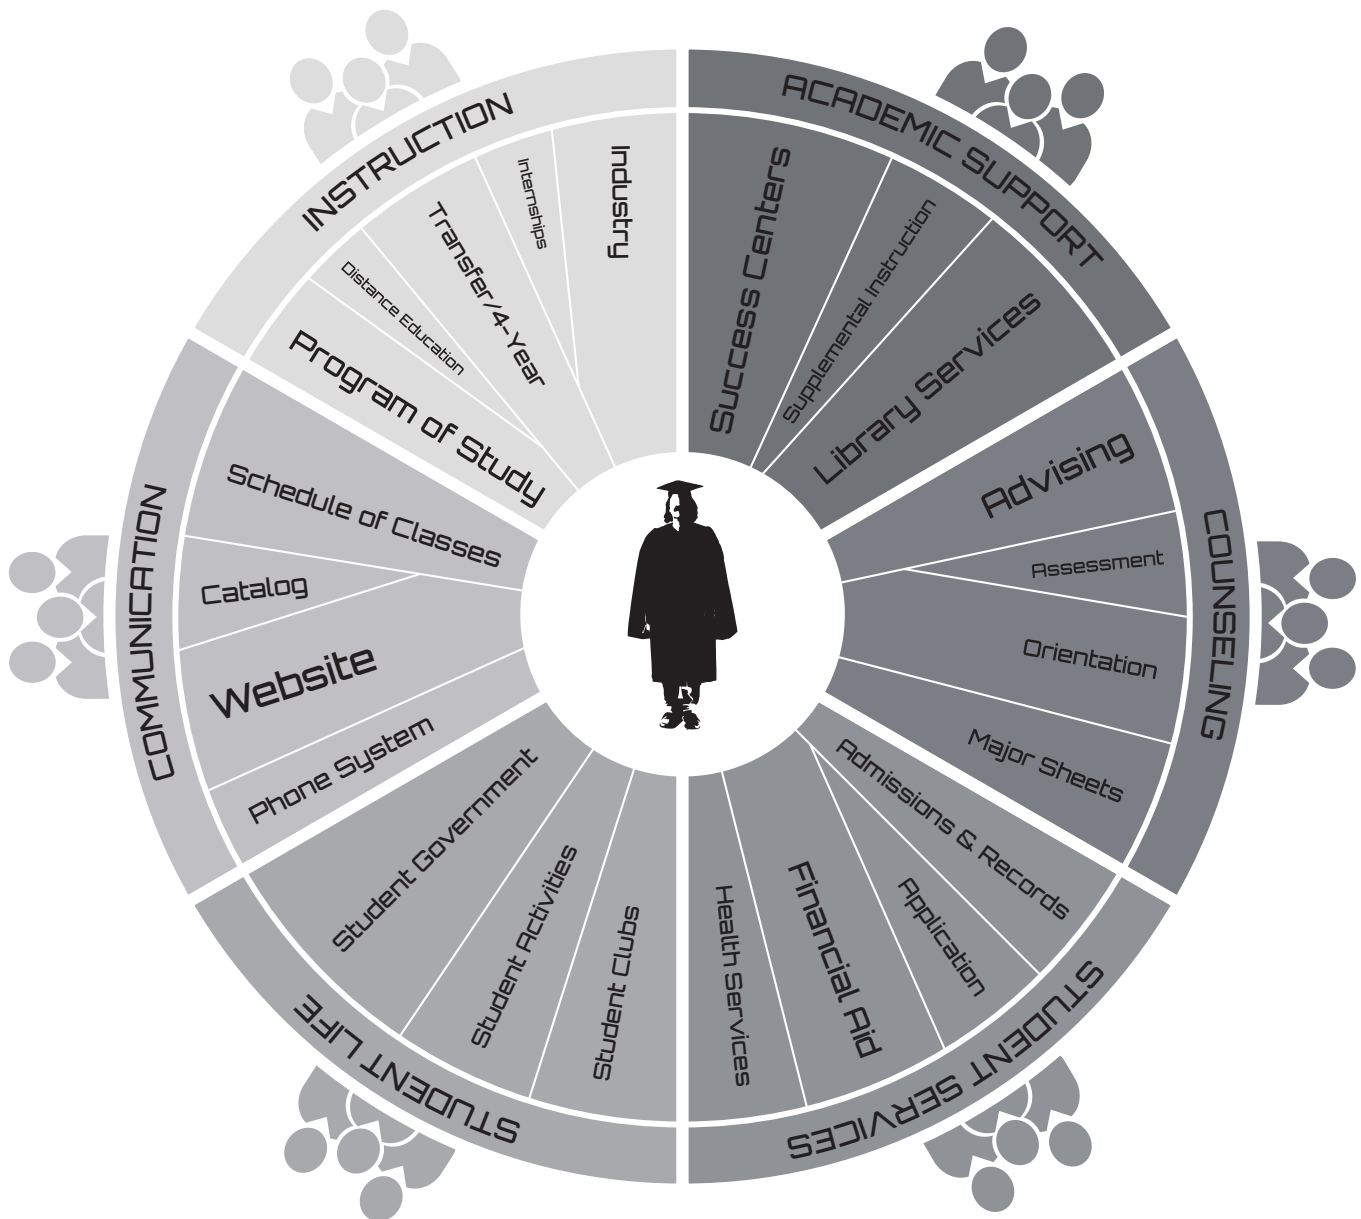 INSTRUCTION
Program of Study
Distance Education
Transfer/4-Year
Internships
Industry
ACADEMIC SUPPORT
Success Centers
Supplemental Instruction
Library Services
COUNSELING
Advising
Assessment
Orientation
Major Sheets
STUDENT SERVICES
Admissions & Records
Application
Financial Aid
Health Services
STUDENT LIFE
Student Clubs
Student Activities
Student Government
COMMUNICATION
Phone System
Website
Catalog
Schedule of Classes